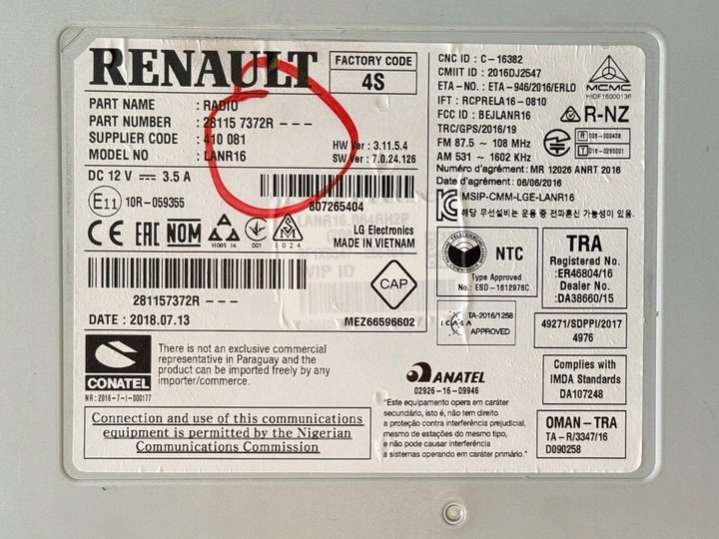 RENAULT
FACTORY CODE
4S
PART NAME : RADIO
PART NUMBER : 28115 7372R - - -
SUPPLIER CODE : 410 081
MODEL NO : LANR16
HW Ver : 3.11.5.4
SW Ver : 7.0.24.126
DC 12 V 3.5 A
807265404
E11 10R-059355
CE EAC NOM
LG Electronics
MADE IN VIETNAM
281157372R - - -
CAP
DATE : 2018.07.13
MEZ66596602
CNC ID : C-16382
CMIIT ID : 2016DJ2547
ETA-NO. : ETA-946/2016/ERLO
IFT : RCPRELA16-0810
FCC ID : BEJLANR16
TRC/GPS/2016/19
FM 87.5 ~ 108 MHz
AM 531 ~ 1602 KHz
MCMC
R-NZ
Numéro d'agrément: MR 12026 ANRT 2016
Date d'agrément: 06/06/2016
MSIP-CMM-LGE-LANR16
해당 무선설비는 운용 중 전파혼신 가능성이 있음.
NTC
Type Approved
No.: ESD-1612976C
TRA
Registered No.
:ER46804/16
Dealer No.
:DA38660/15
ICASA
TA-2016/1258
APPROVED
49271/SDPPI/2017
4976
CONATEL
NR: 2016-7-I-000177
There is not an exclusive commercial
representative in Paraguay and the
product can be imported freely by any
importer/commerce.
ANATEL
02926-16-09946
"Este equipamento opera em caráter
secundário, isto é, não tem direito
a proteção contra interferência prejudicial,
mesmo de estações do mesmo tipo,
e não pode causar interferência
a sistemas operando em caráter primário."
Complies with
IMDA Standards
DA107248
Connection and use of this communications
equipment is permitted by the Nigerian
Communications Commission
OMAN - TRA
TA-R/3347/16
D090258